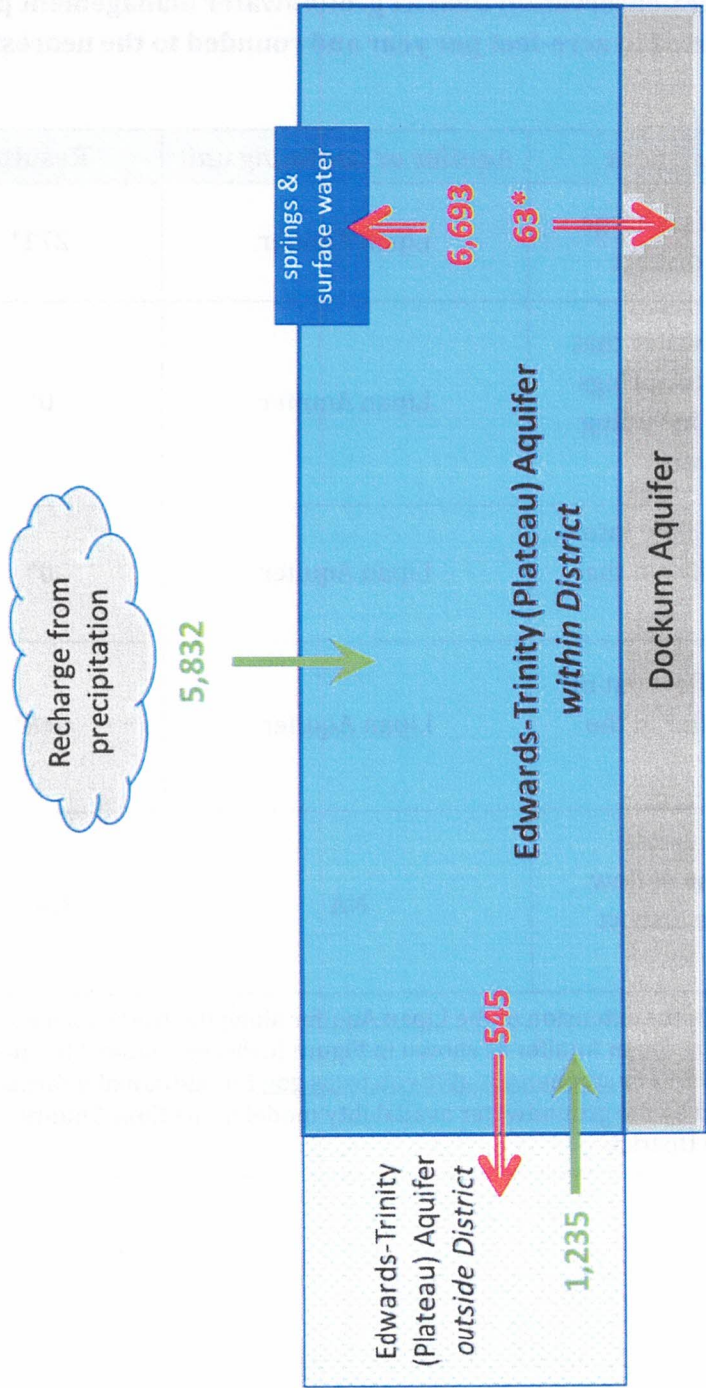 Recharge from
precipitation
5,832
springs &
surface water
6,693
63*
Edwards-Trinity
(Plateau) Aquifer
outside District
545
1,235
Edwards-Trinity (Plateau) Aquifer
within District
Dockum Aquifer